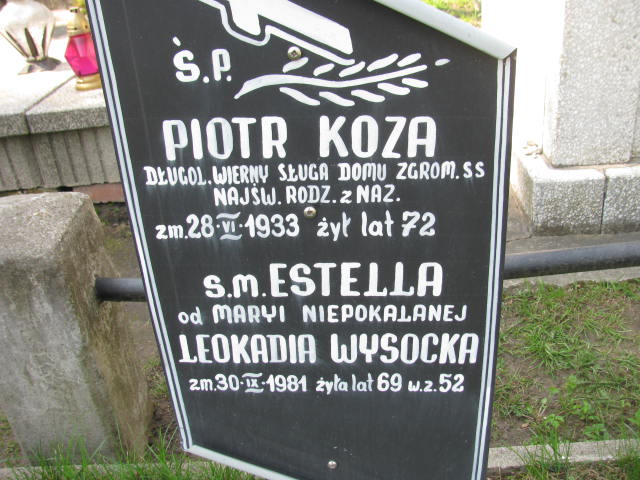 Ś.P.
PIOTR KOZA
DŁUGOL. WIERNY SŁUGA DOMU ZGROM. SS
NAJŚW. RODZ. z NAZ.
zm. 28·VI·1933 żył lat 72
S.M. ESTELLA
od MARYI NIEPOKALANEJ
LEOKADIA WYSOCKA
zm. 30·IX·1981 żyła lat 69 w.z. 52